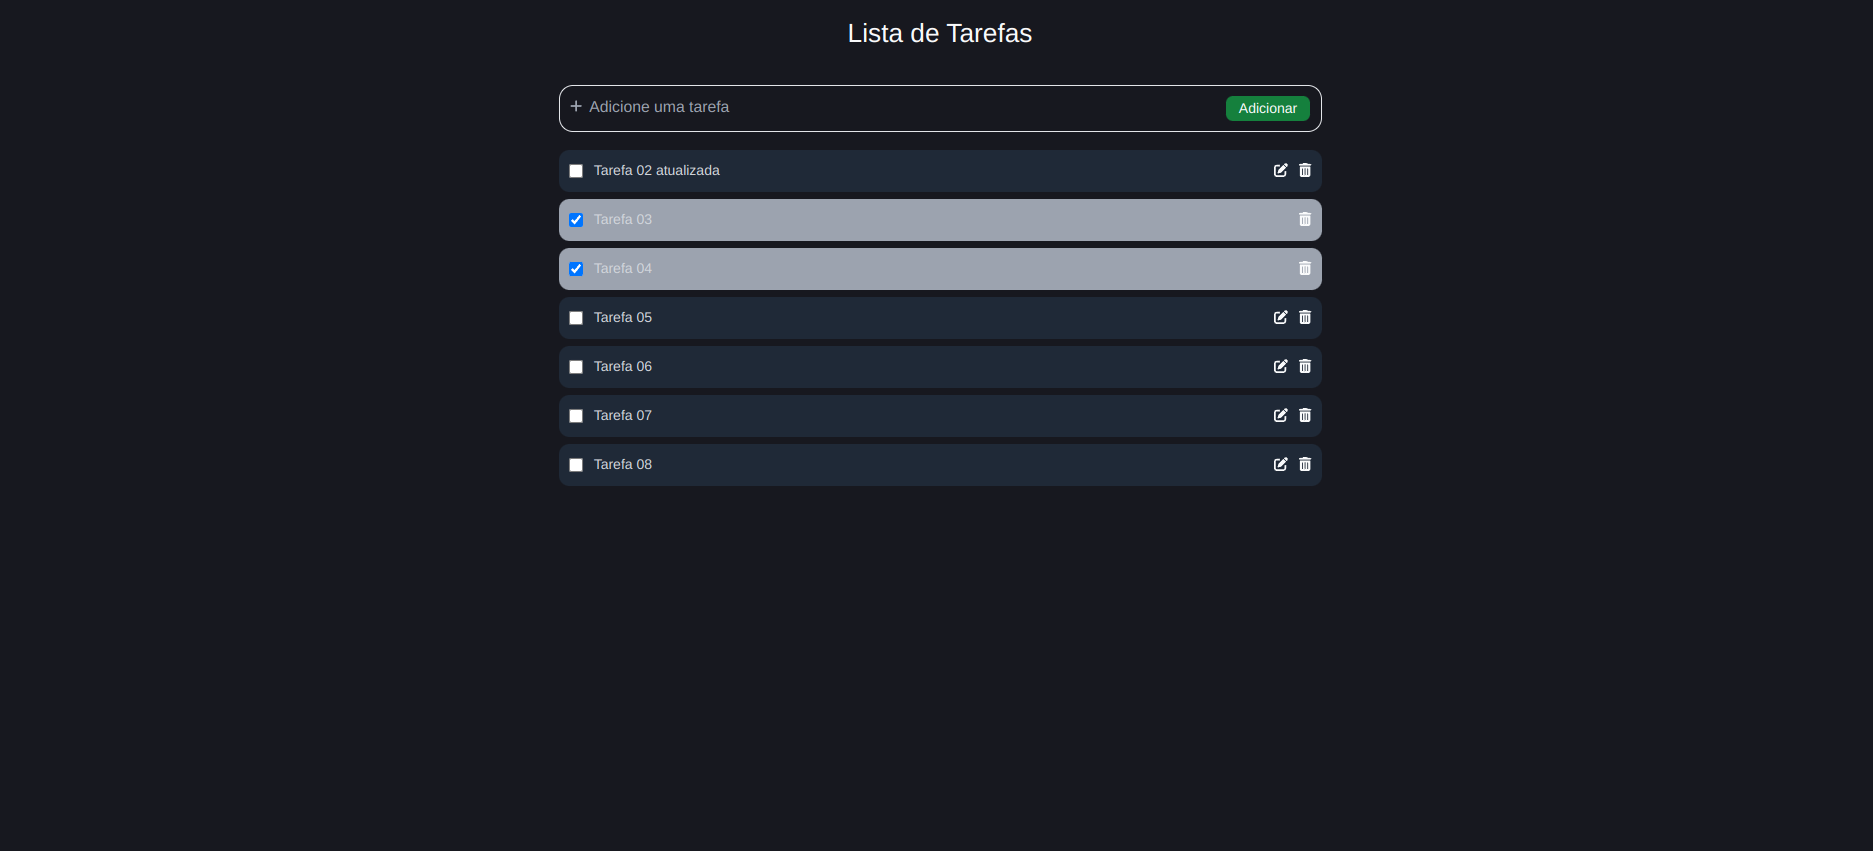 Lista de Tarefas
Adicione uma tarefa
Adicionar
Tarefa 02 atualizada
Tarefa 03
Tarefa 04
Tarefa 05
Tarefa 06
Tarefa 07
Tarefa 08